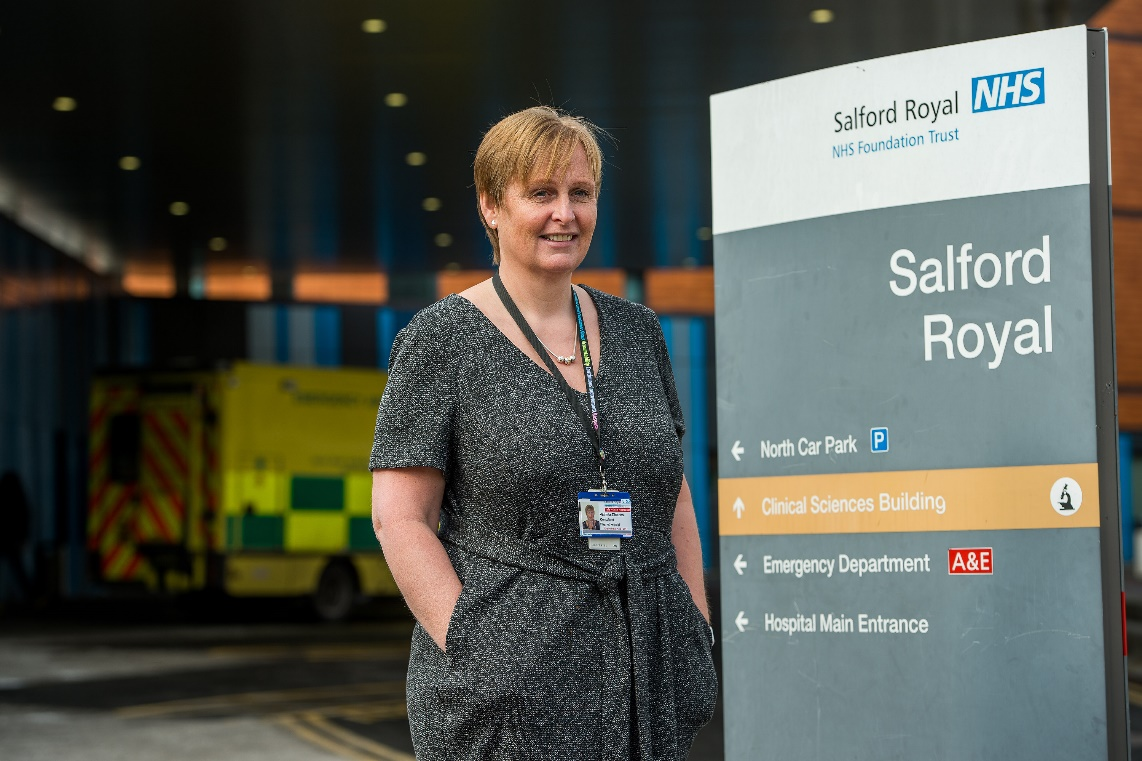 Salford Royal NHS
NHS Foundation Trust
Salford
Royal
North Car Park P
Clinical Sciences Building
Emergency Department A&E
Hospital Main Entrance